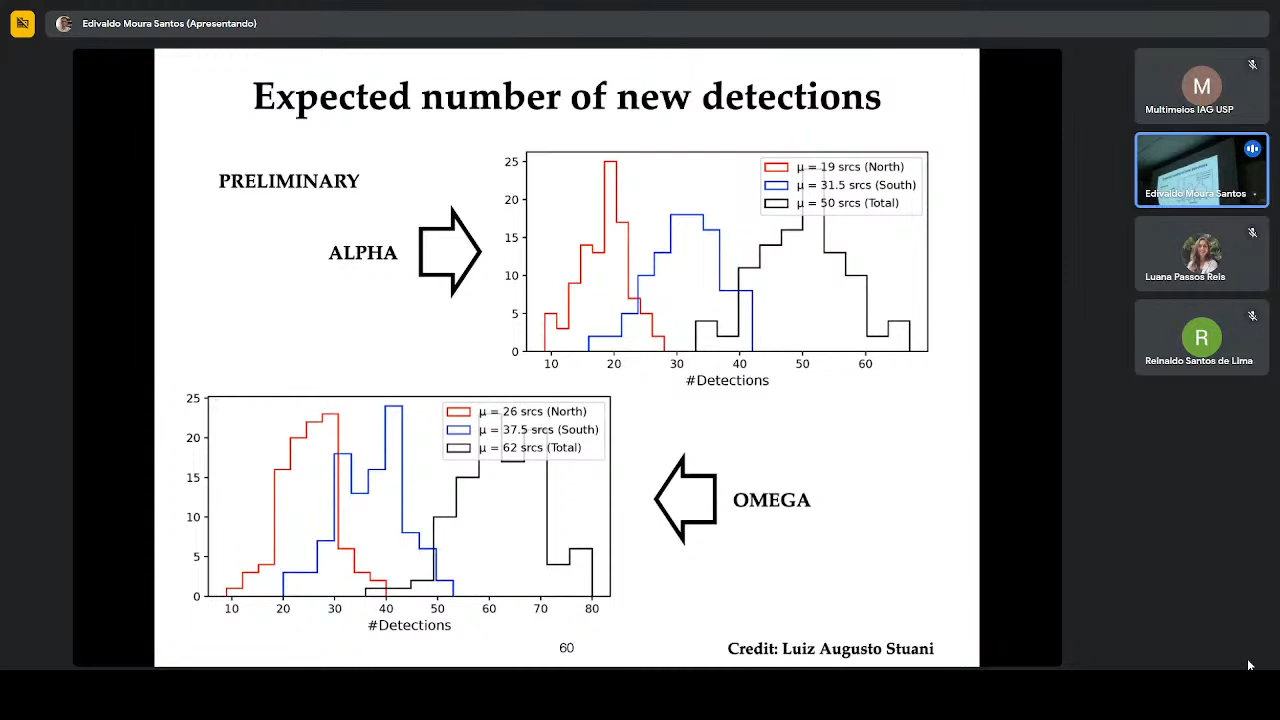 Edivaldo Moura Santos (Apresentando)
Expected number of new detections
PRELIMINARY
ALPHA
25
20
15
10
5
0
μ = 19 srcs (North)
μ = 31.5 srcs (South)
μ = 50 srcs (Total)
10 20 30 40 50 60
#Detections
25
20
15
10
5
0
μ = 26 srcs (North)
μ = 37.5 srcs (South)
μ = 62 srcs (Total)
10 20 30 40 50 60 70 80
#Detections
OMEGA
60
Credit: Luiz Augusto Stuani
M
Multimeios IAG USP
Edivaldo Moura Santos
Luana Passos Reis
R
Reinaldo Santos de Lima